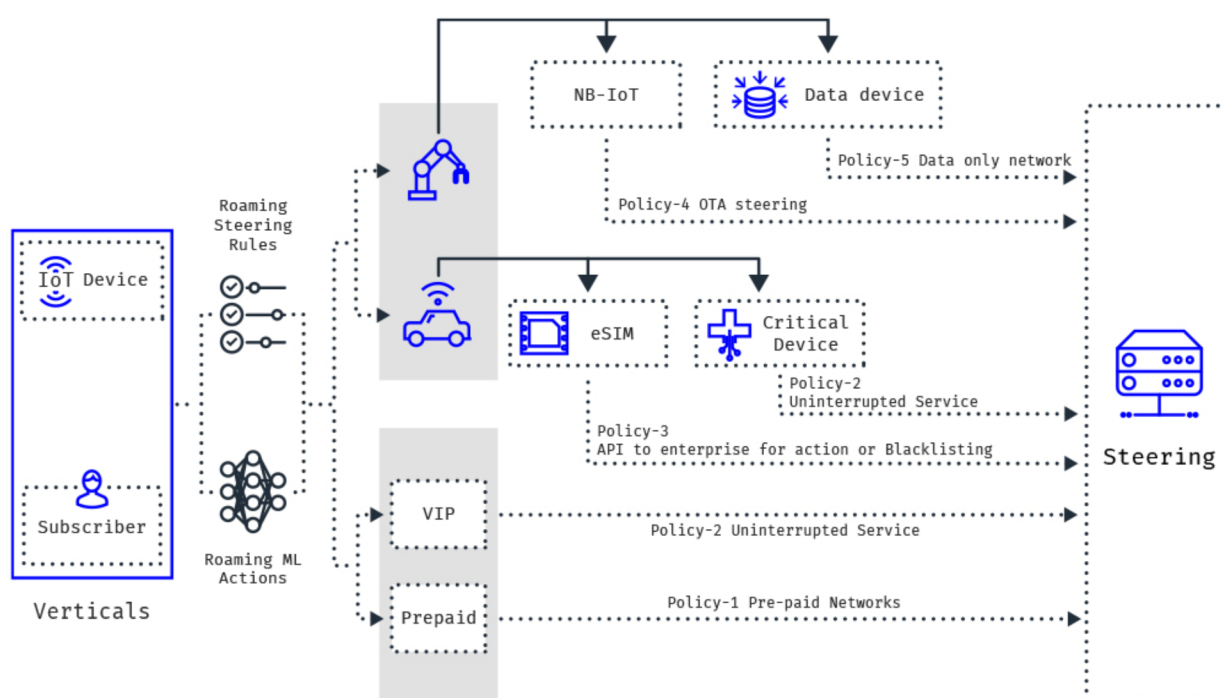 NB-IoT
Data device
Policy-5 Data only network
Policy-4 OTA steering
Roaming
Steering
Rules
IoT Device
eSIM
Critical
Device
Policy-2
Uninterrupted Service
Policy-3
API to enterprise for action or Blacklisting
Steering
VIP
Policy-2 Uninterrupted Service
Subscriber
Roaming ML
Actions
Verticals
Prepaid
Policy-1 Pre-paid Networks